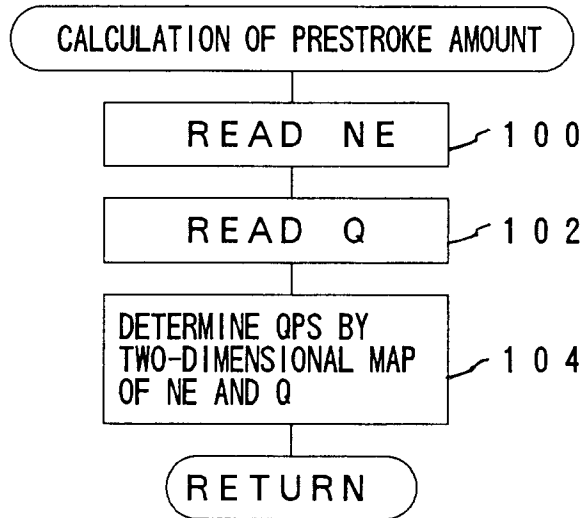 CALCULATION OF PRESTROKE AMOUNT
READ NE
100
READ Q
102
DETERMINE QPS BY
TWO-DIMENSIONAL MAP
OF NE AND Q
104
RETURN